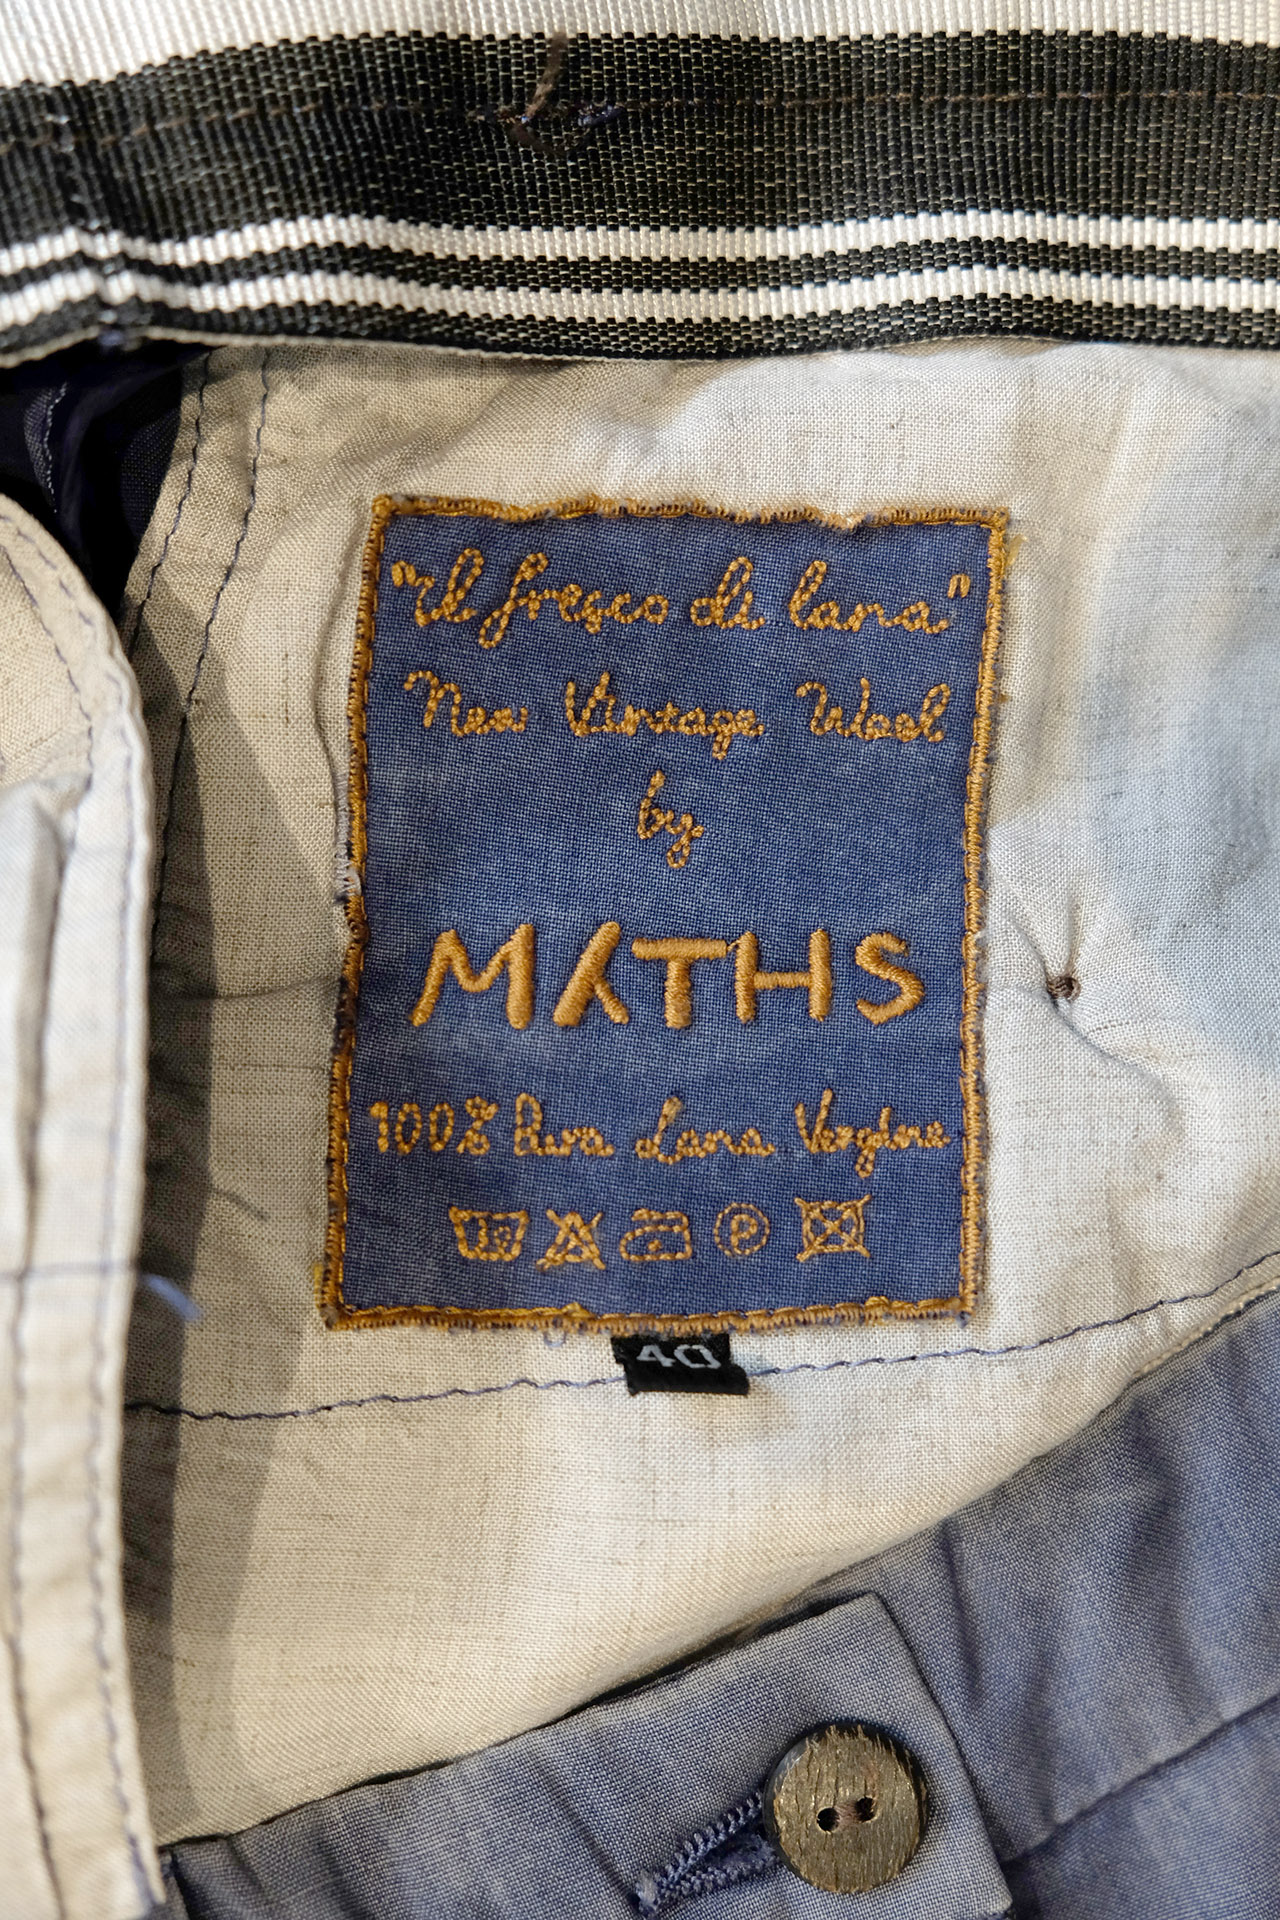 "Il fresco di lana"
New Vintage Wool
by
MATHS
100% Pura Lana Vergine
P
40